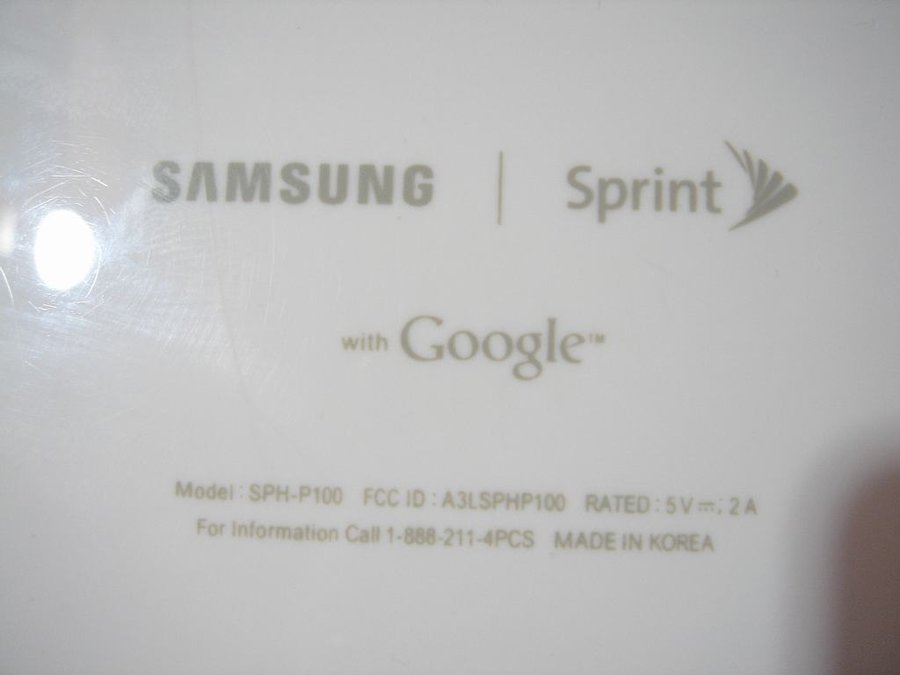 SAMSUNG | Sprint
with Google™
Model : SPH-P100 FCC ID : A3LSPHP100 RATED : 5 V ⎓; 2 A
For Information Call 1-888-211-4PCS MADE IN KOREA